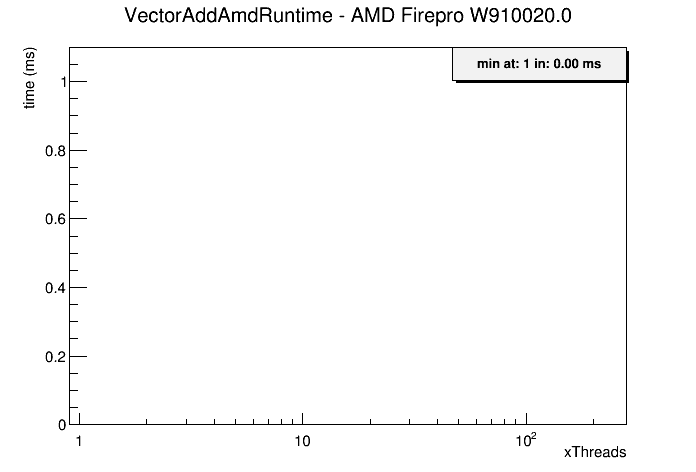 VectorAddAmdRuntime - AMD Firepro W910020.0
time (ms)
min at: 1 in: 0.00 ms
1
0.8
0.6
0.4
0.2
0
1 10 10²
xThreads